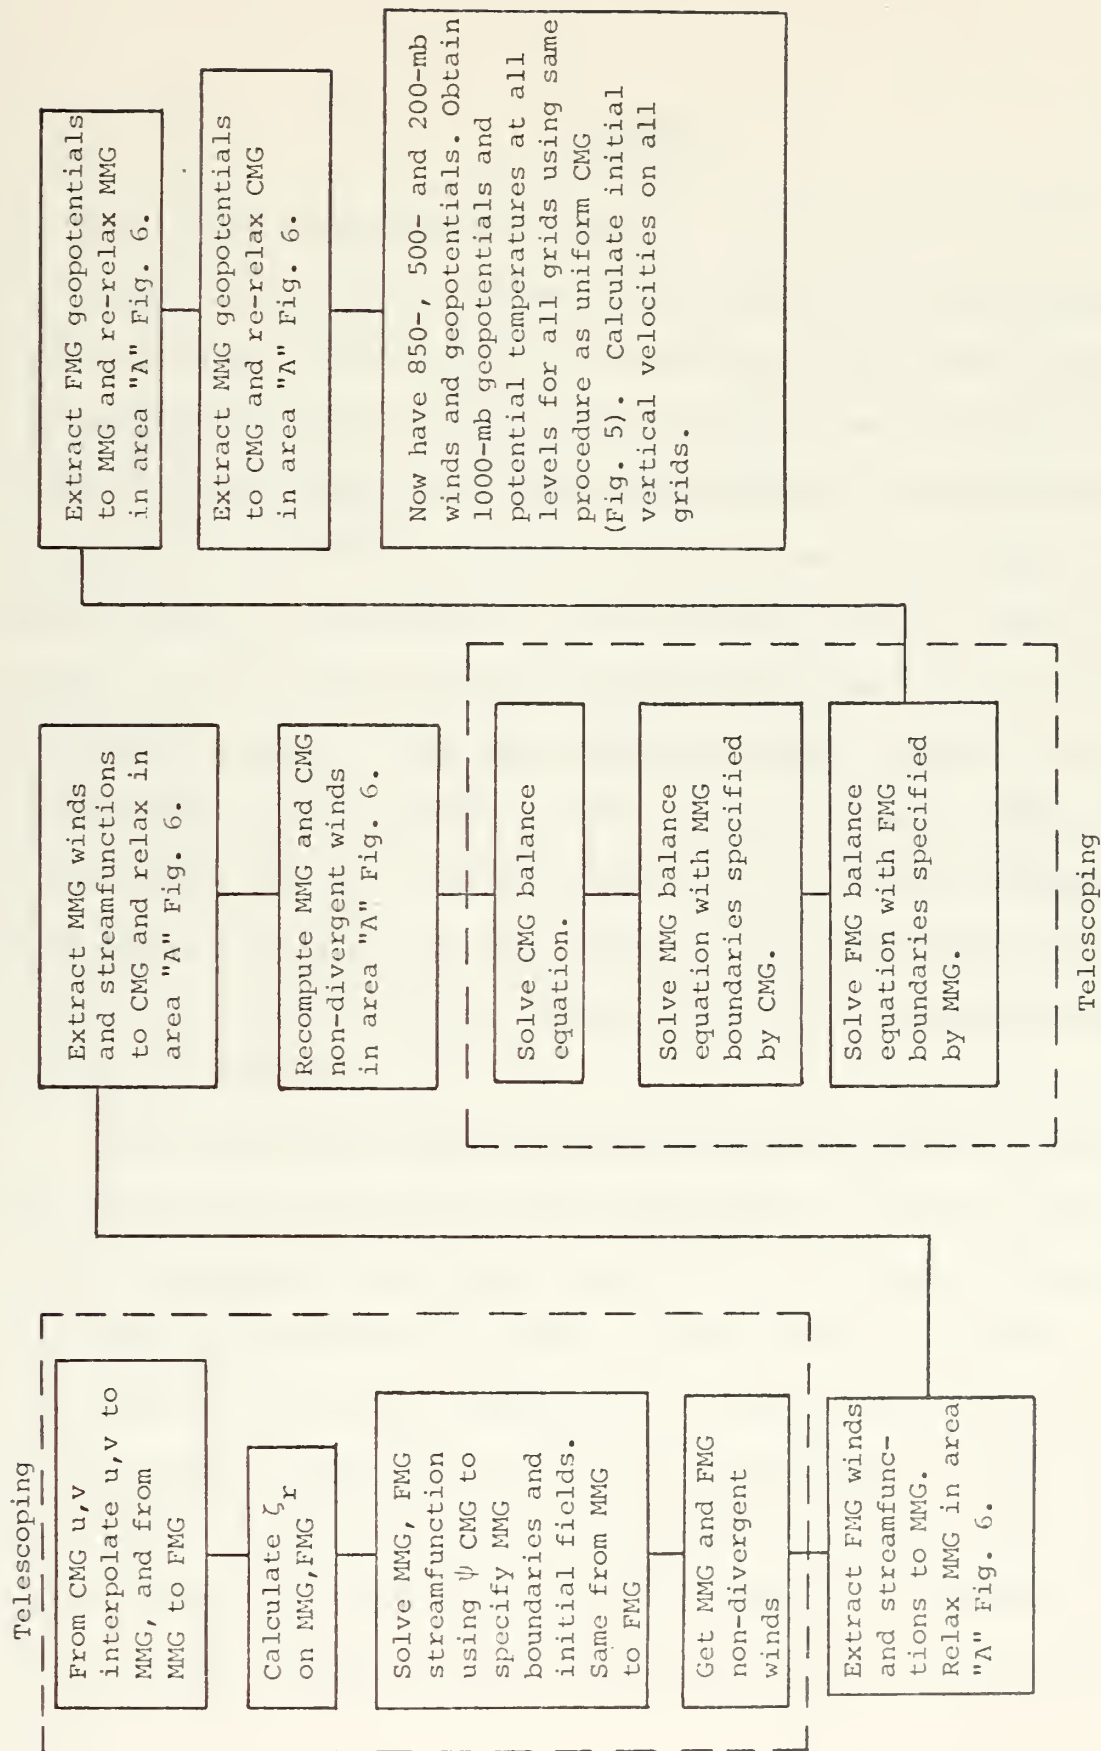 Telescoping
From CMG u,v
interpolate u,v to
MMG, and from
MMG to FMG
Calculate ζr
on MMG,FMG
Solve MMG, FMG
streamfunction
using ψ CMG to
specify MMG
boundaries and
initial fields.
Same from MMG
to FMG
Get MMG and FMG
non-divergent
winds
Extract FMG winds
and streamfunc-
tions to MMG.
Relax MMG in area
"Λ" Fig. 6.
Extract MMG winds
and streamfunctions
to CMG and relax in
area "Λ" Fig. 6.
Recompute MMG and CMG
non-divergent winds
in area "Λ" Fig. 6.
Solve CMG balance
equation.
Solve MMG balance
equation with MMG
boundaries specified
by CMG.
Solve FMG balance
equation with FMG
boundaries specified
by MMG.
Telescoping
Extract FMG geopotentials
to MMG and re-relax MMG
in area "Λ" Fig. 6.
Extract MMG geopotentials
to CMG and re-relax CMG
in area "Λ" Fig. 6.
Now have 850-, 500- and 200-mb
winds and geopotentials. Obtain
1000-mb geopotentials and
potential temperatures at all
levels for all grids using same
procedure as uniform CMG
(Fig. 5). Calculate initial
vertical velocities on all
grids.